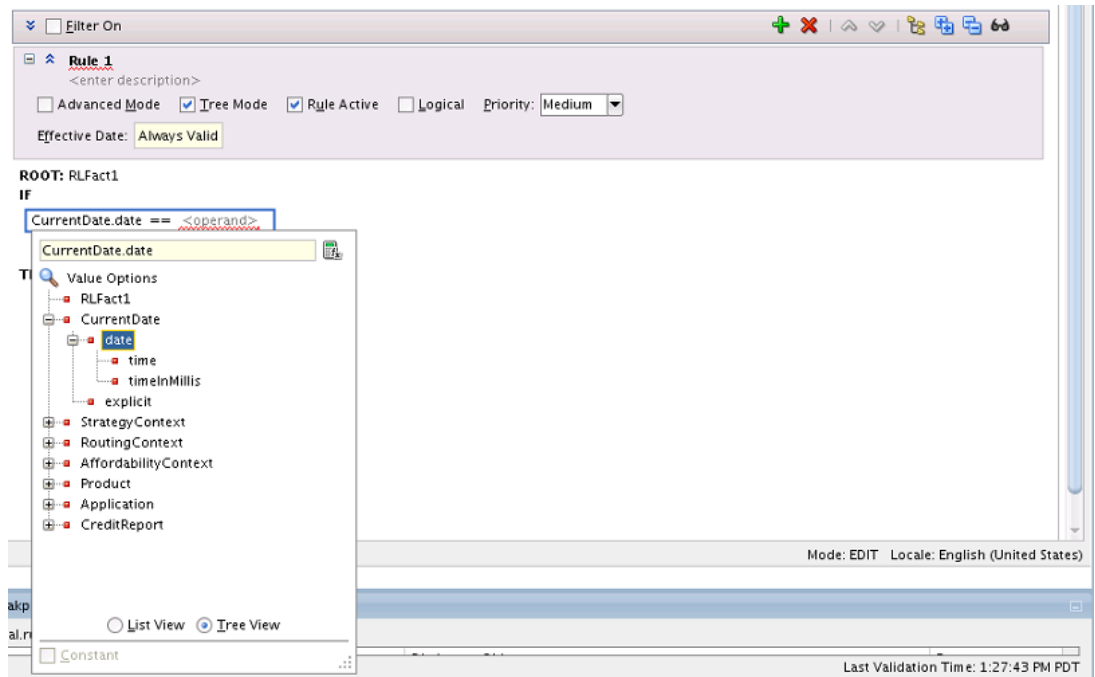 Filter On
Rule 1
<enter description>
Advanced Mode Tree Mode Rule Active Logical Priority: Medium
Effective Date: Always Valid
ROOT: RLFact1
IF
CurrentDate.date == <operand>
CurrentDate.date
Value Options
RLFact1
CurrentDate
date
time
timeInMillis
explicit
StrategyContext
RoutingContext
AffordabilityContext
Product
Application
CreditReport
Mode: EDIT Locale: English (United States)
List View Tree View
Constant
Last Validation Time: 1:27:43 PM PDT